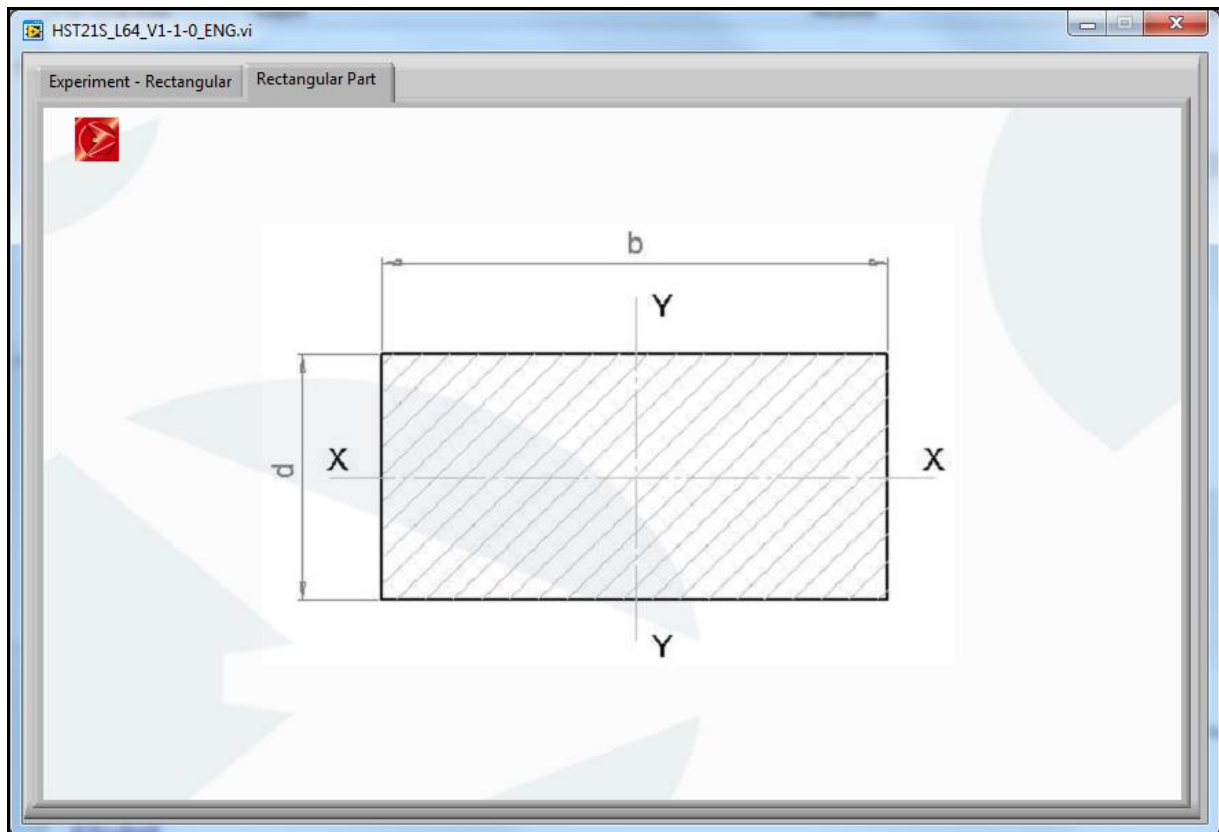 HST21S_L64_V1-1-0_ENG.vi
Experiment - Rectangular
Rectangular Part
b
Y
X
d
X
Y